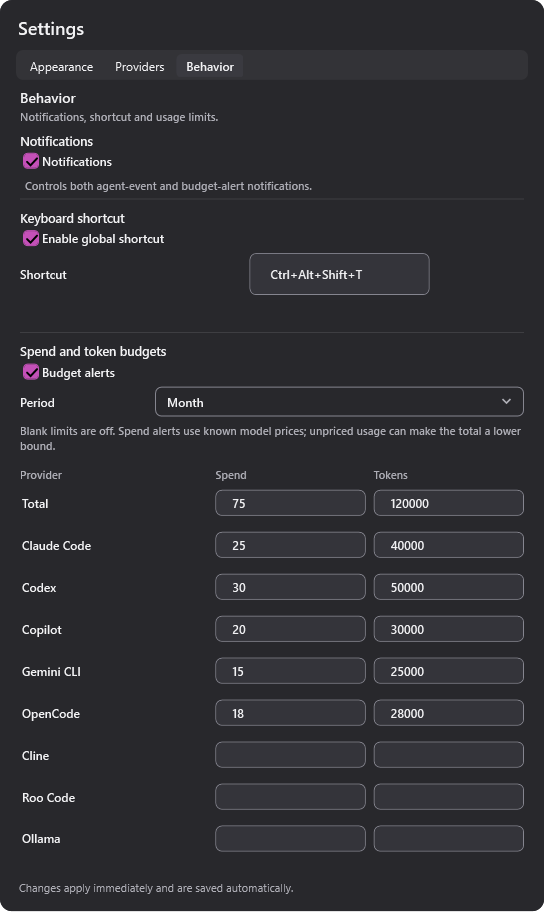 Settings
Appearance Providers Behavior
Behavior
Notifications, shortcut and usage limits.
Notifications
Notifications
Controls both agent-event and budget-alert notifications.
Keyboard shortcut
Enable global shortcut
Shortcut Ctrl+Alt+Shift+T
Spend and token budgets
Budget alerts
Period Month
Blank limits are off. Spend alerts use known model prices; unpriced usage can make the total a lower
bound.
Provider Spend Tokens
Total 75 120000
Claude Code 25 40000
Codex 30 50000
Copilot 20 30000
Gemini CLI 15 25000
OpenCode 18 28000
Cline
Roo Code
Ollama
Changes apply immediately and are saved automatically.